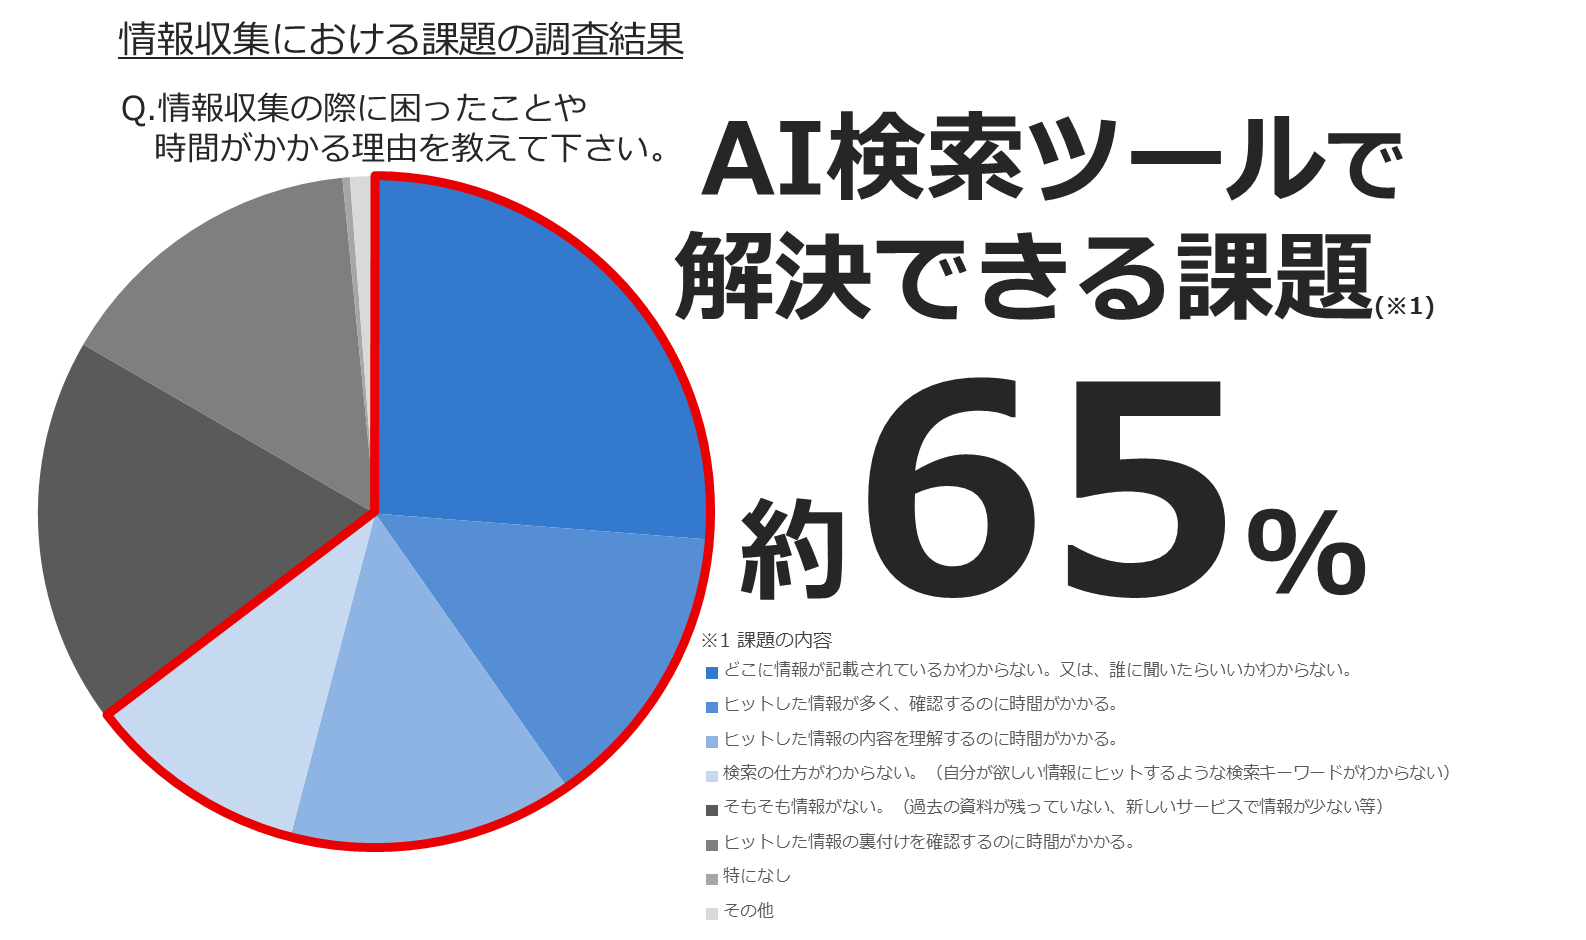 情報収集における課題の調査結果
Q.情報収集の際に困ったことや
時間がかかる理由を教えて下さい。
AI検索ツールで
解決できる課題(※1)
約65%
※1 課題の内容
どこに情報が記載されているかわからない。又は、誰に聞いたらいいかわからない。
ヒットした情報が多く、確認するのに時間がかかる。
ヒットした情報の内容を理解するのに時間がかかる。
検索の仕方がわからない。（自分が欲しい情報にヒットするような検索キーワードがわからない）
そもそも情報がない。（過去の資料が残っていない、新しいサービスで情報が少ない等）
ヒットした情報の裏付けを確認するのに時間がかかる。
特になし
その他